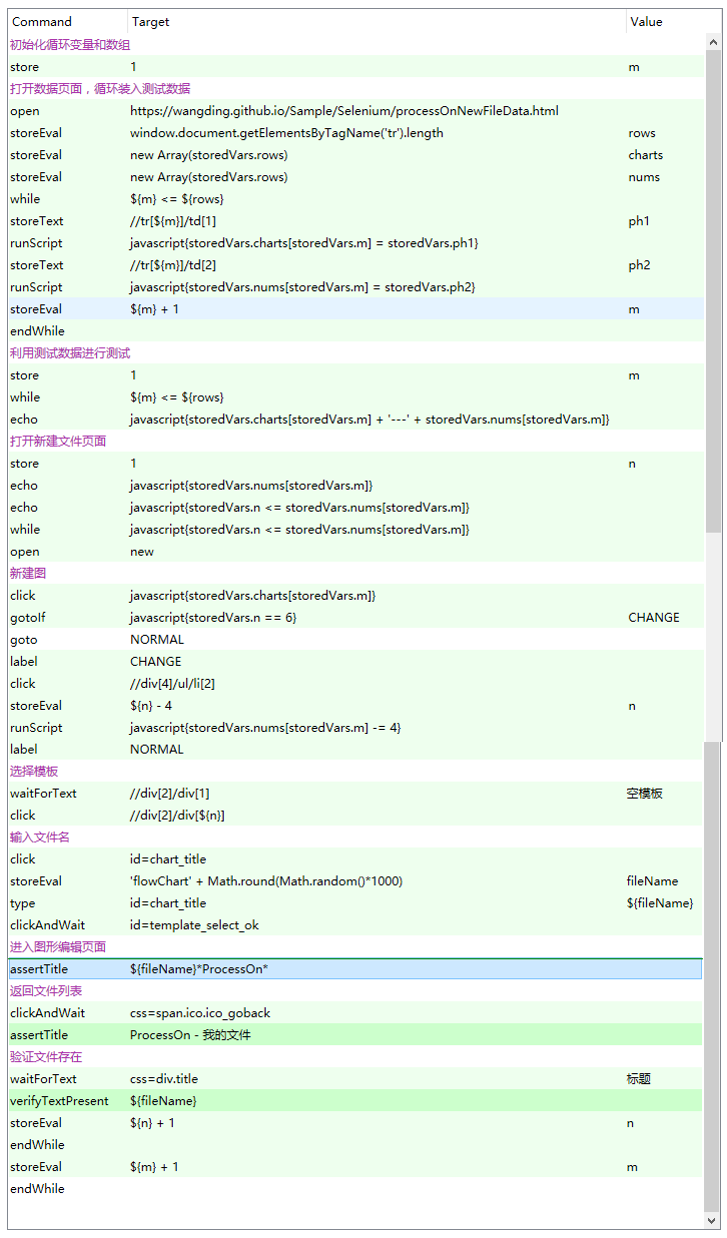 Command Target Value
初始化循环变量和数组
store 1 m
打开数据页面，循环装入测试数据
open https://wangding.github.io/Sample/Selenium/processOnNewFileData.html
storeEval window.document.getElementsByTagName('tr').length rows
storeEval new Array(storedVars.rows) charts
storeEval new Array(storedVars.rows) nums
while ${m} <= ${rows}
storeText //tr[${m}]/td[1] ph1
runScript javascript{storedVars.charts[storedVars.m] = storedVars.ph1}
storeText //tr[${m}]/td[2] ph2
runScript javascript{storedVars.nums[storedVars.m] = storedVars.ph2}
storeEval ${m} + 1 m
endWhile
利用测试数据进行测试
store 1 m
while ${m} <= ${rows}
echo javascript{storedVars.charts[storedVars.m] + '---' + storedVars.nums[storedVars.m]}
打开新建文件页面
store 1 n
echo javascript{storedVars.nums[storedVars.m]}
echo javascript{storedVars.n <= storedVars.nums[storedVars.m]}
while javascript{storedVars.n <= storedVars.nums[storedVars.m]}
open new
新建图
click javascript{storedVars.charts[storedVars.m]}
gotoIf javascript{storedVars.n == 6} CHANGE
goto NORMAL
label CHANGE
click //div[4]/ul/li[2]
storeEval ${n} - 4 n
runScript javascript{storedVars.nums[storedVars.m] -= 4}
label NORMAL
选择模板
waitForText //div[2]/div[1] 空模板
click //div[2]/div[${n}]
输入文件名
click id=chart_title
storeEval 'flowChart' + Math.round(Math.random()*1000) fileName
type id=chart_title ${fileName}
clickAndWait id=template_select_ok
进入图形编辑页面
assertTitle ${fileName}*ProcessOn*
返回文件列表
clickAndWait css=span.ico.ico_goback
assertTitle ProcessOn - 我的文件
验证文件存在
waitForText css=div.title 标题
verifyTextPresent ${fileName}
storeEval ${n} + 1 n
endWhile
storeEval ${m} + 1 m
endWhile